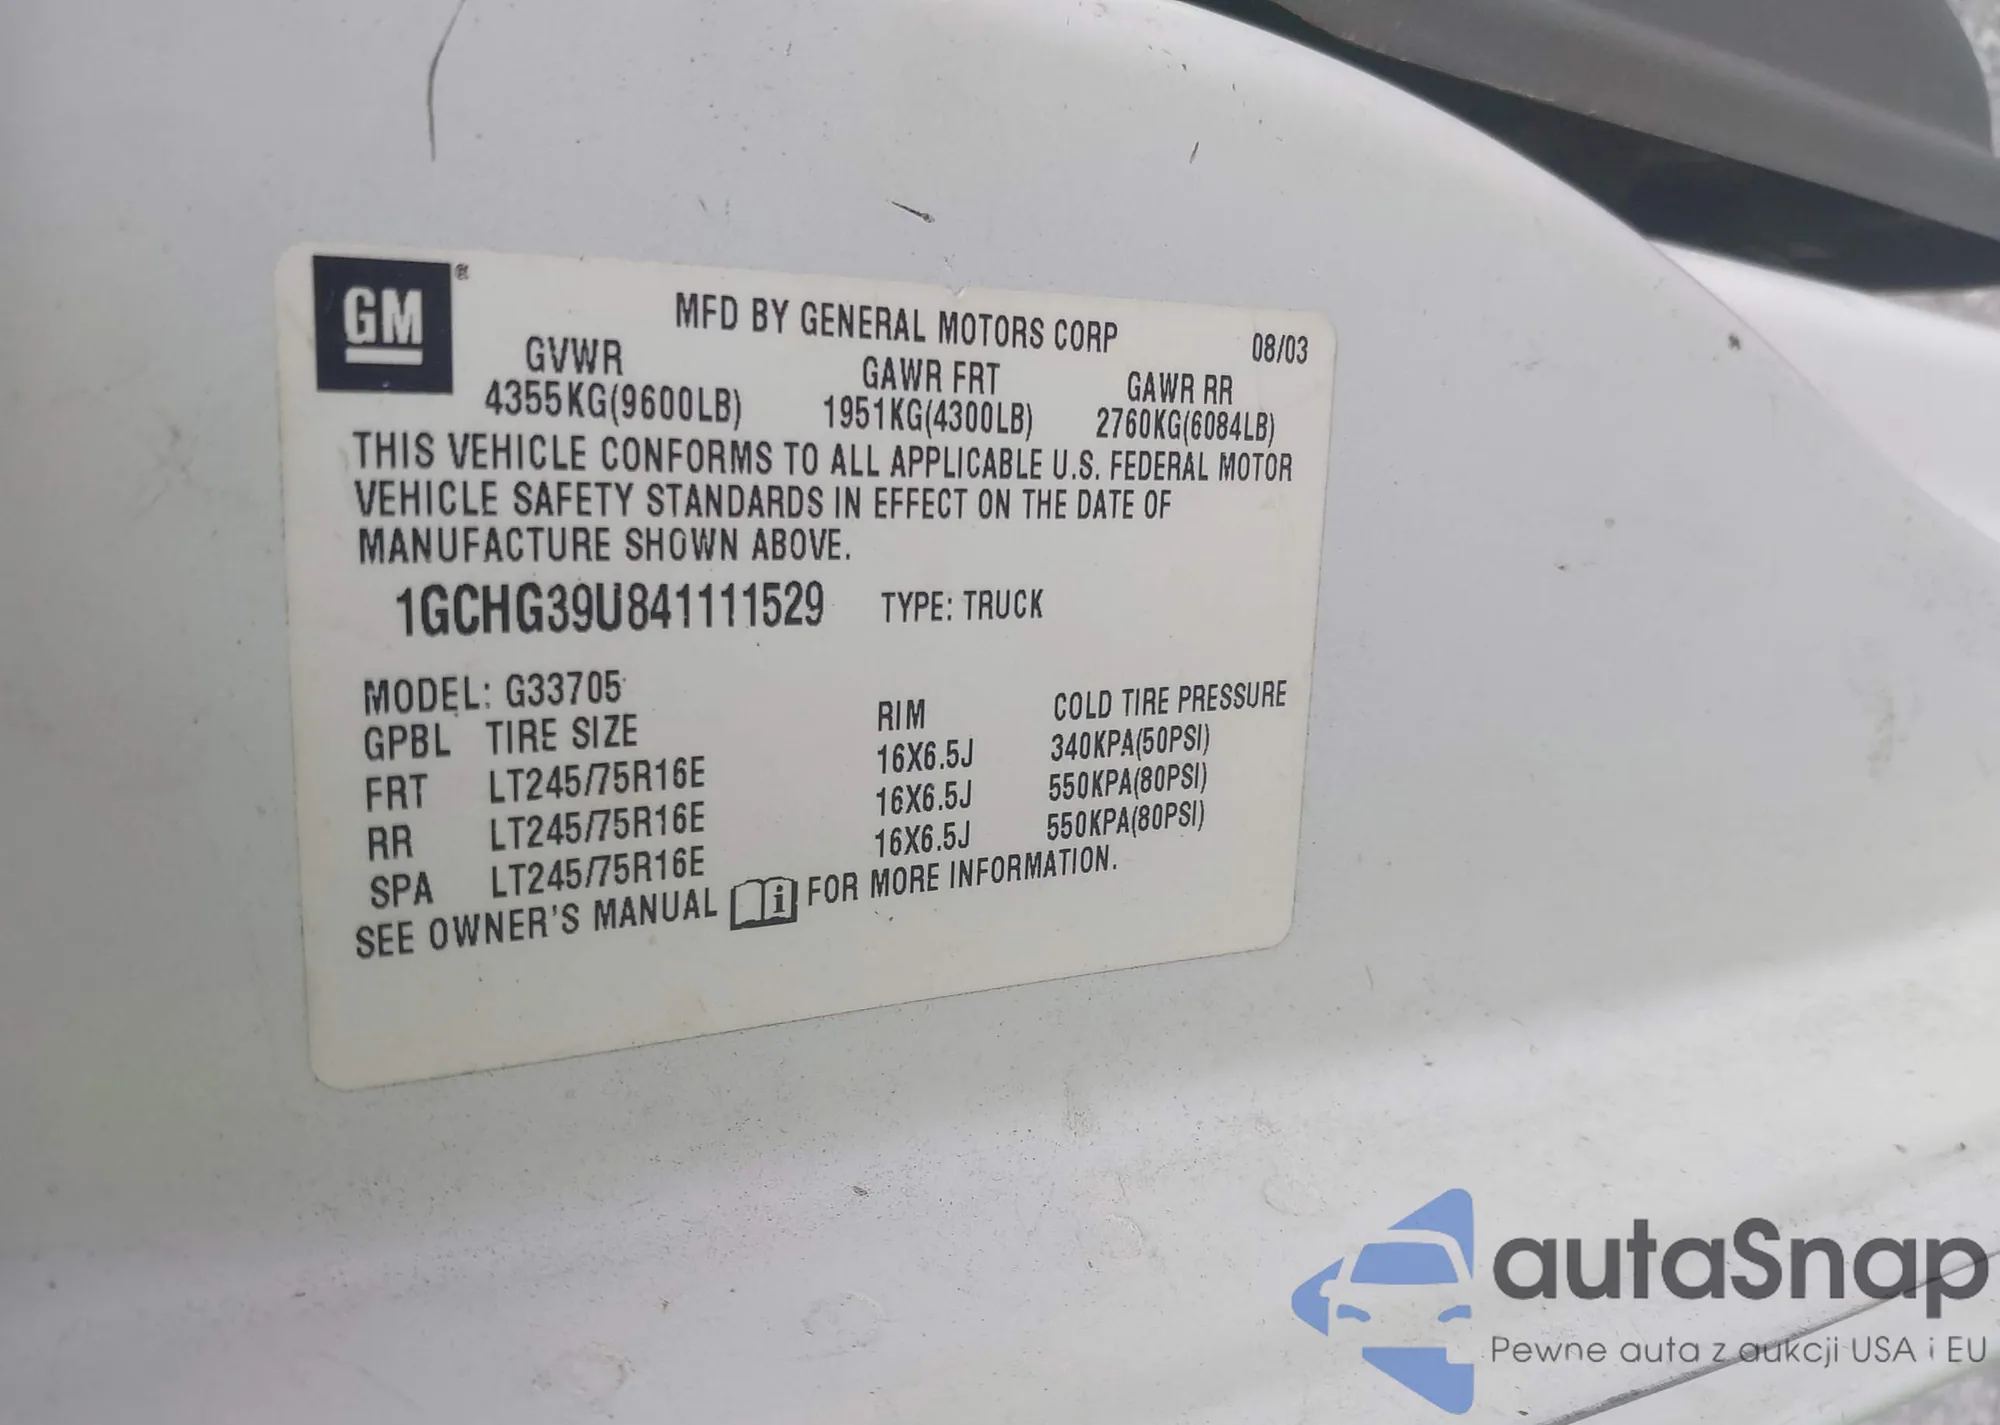 GM®
MFD BY GENERAL MOTORS CORP 08/03
GVWR GAWR FRT GAWR RR
4355KG(9600LB) 1951KG(4300LB) 2760KG(6084LB)
THIS VEHICLE CONFORMS TO ALL APPLICABLE U.S. FEDERAL MOTOR
VEHICLE SAFETY STANDARDS IN EFFECT ON THE DATE OF
MANUFACTURE SHOWN ABOVE.
1GCHG39U841111529 TYPE: TRUCK
MODEL: G33705
GPBL TIRE SIZE RIM COLD TIRE PRESSURE
FRT LT245/75R16E 16X6.5J 340KPA(50PSI)
RR LT245/75R16E 16X6.5J 550KPA(80PSI)
SPA LT245/75R16E 16X6.5J 550KPA(80PSI)
SEE OWNER'S MANUAL i FOR MORE INFORMATION.
autaSnap
Pewne auta z aukcji USA i EU